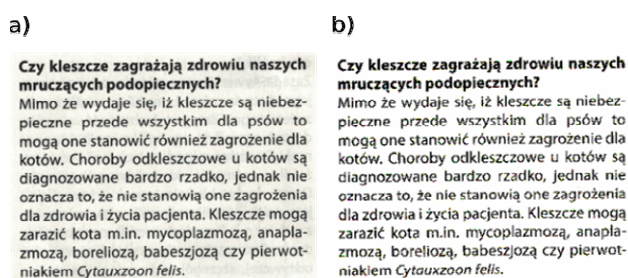 a)
Czy kleszcze zagrażają zdrowiu naszych
mruczących podopiecznych?
Mimo że wydaje się, iż kleszcze są niebez-
pieczne przede wszystkim dla psów to
mogą one stanowić również zagrożenie dla
kotów. Choroby odkleszczowe u kotów są
diagnozowane bardzo rzadko, jednak nie
oznacza to, że nie stanowią one zagrożenia
dla zdrowia i życia pacjenta. Kleszcze mogą
zarazić kota m.in. mycoplazmozą, anapla-
zmozą, boreliozą, babeszjozą czy pierwot-
niakiem Cytauxzoon felis.
b)
Czy kleszcze zagrażają zdrowiu naszych
mruczących podopiecznych?
Mimo że wydaje się, iż kleszcze są niebez-
pieczne przede wszystkim dla psów to
mogą one stanowić również zagrożenie dla
kotów. Choroby odkleszczowe u kotów są
diagnozowane bardzo rzadko, jednak nie
oznacza to, że nie stanowią one zagrożenia
dla zdrowia i życia pacjenta. Kleszcze mogą
zarazić kota m.in. mycoplazmozą, anapla-
zmozą, boreliozą, babeszjozą czy pierwot-
niakiem Cytauxzoon felis.